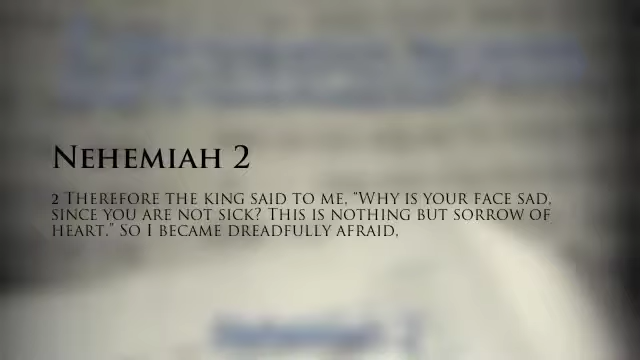 Nehemiah 2
2 Therefore the king said to me, "Why is your face sad,
since you are not sick? This is nothing but sorrow of
heart." So I became dreadfully afraid,